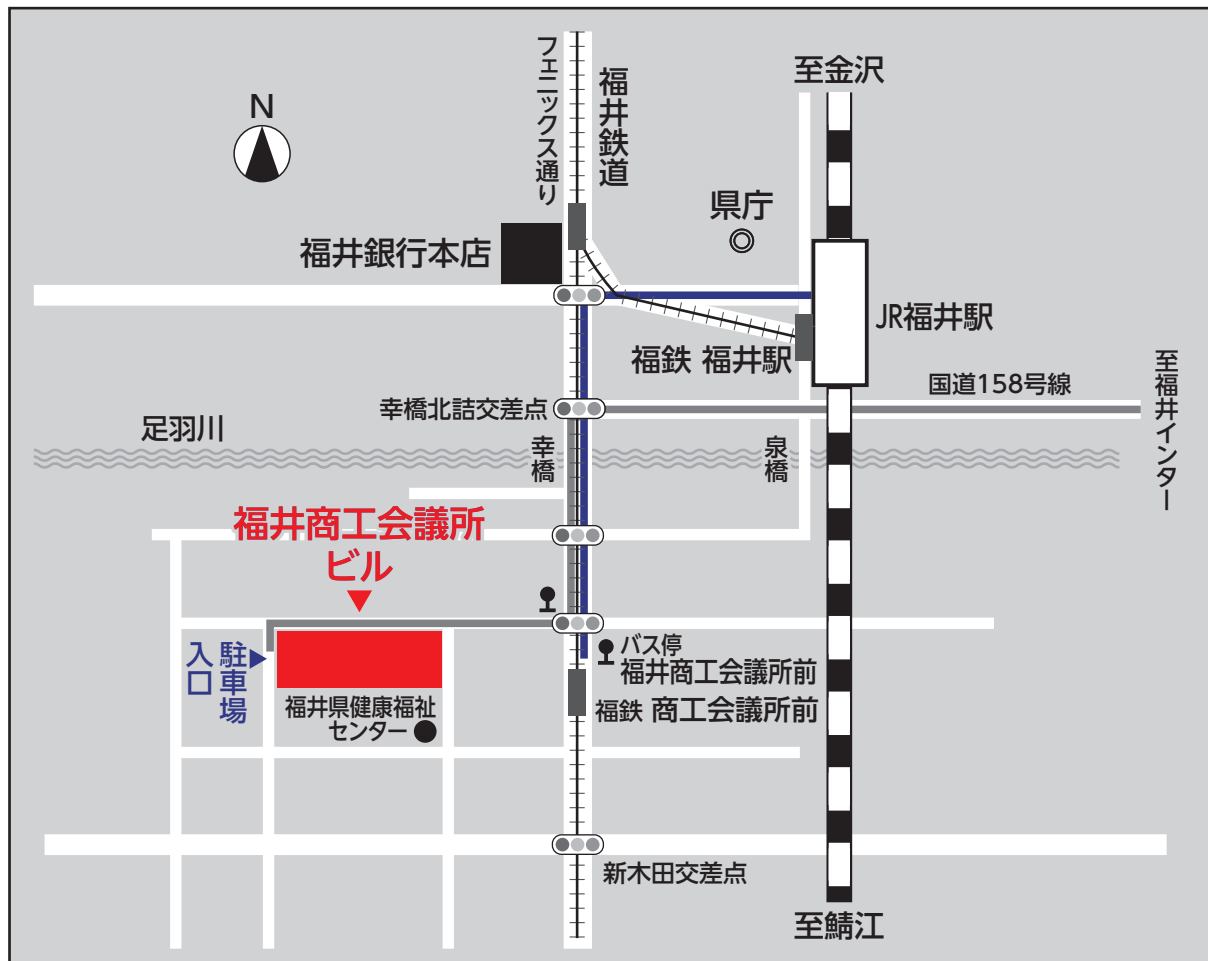 フェニックス通り
福井鉄道
至金沢
N
県庁
福井銀行本店
JR福井駅
福鉄 福井駅
国道158号線
至福井インター
幸橋北詰交差点
足羽川
幸橋
泉橋
福井商工会議所
ビル
バス停
福井商工会議所前
駐車場
入口
福鉄 商工会議所前
福井県健康福祉
センター
新木田交差点
至鯖江